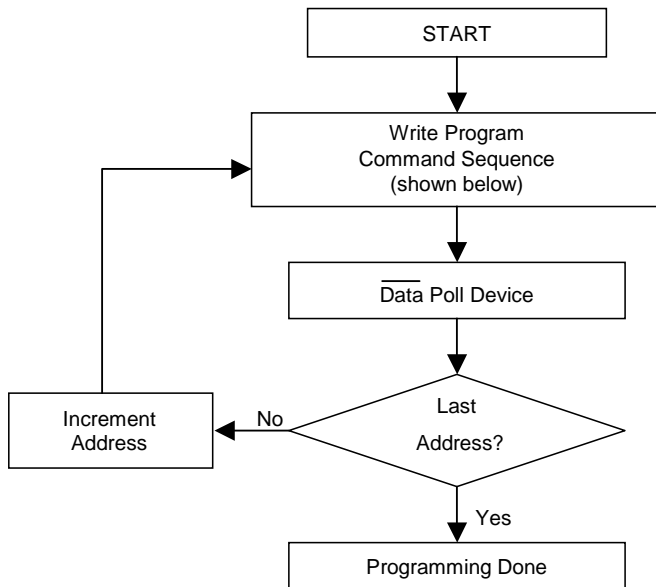 START
Write Program
Command Sequence
(shown below)
Data Poll Device
Last
Address?
No
Increment
Address
Yes
Programming Done